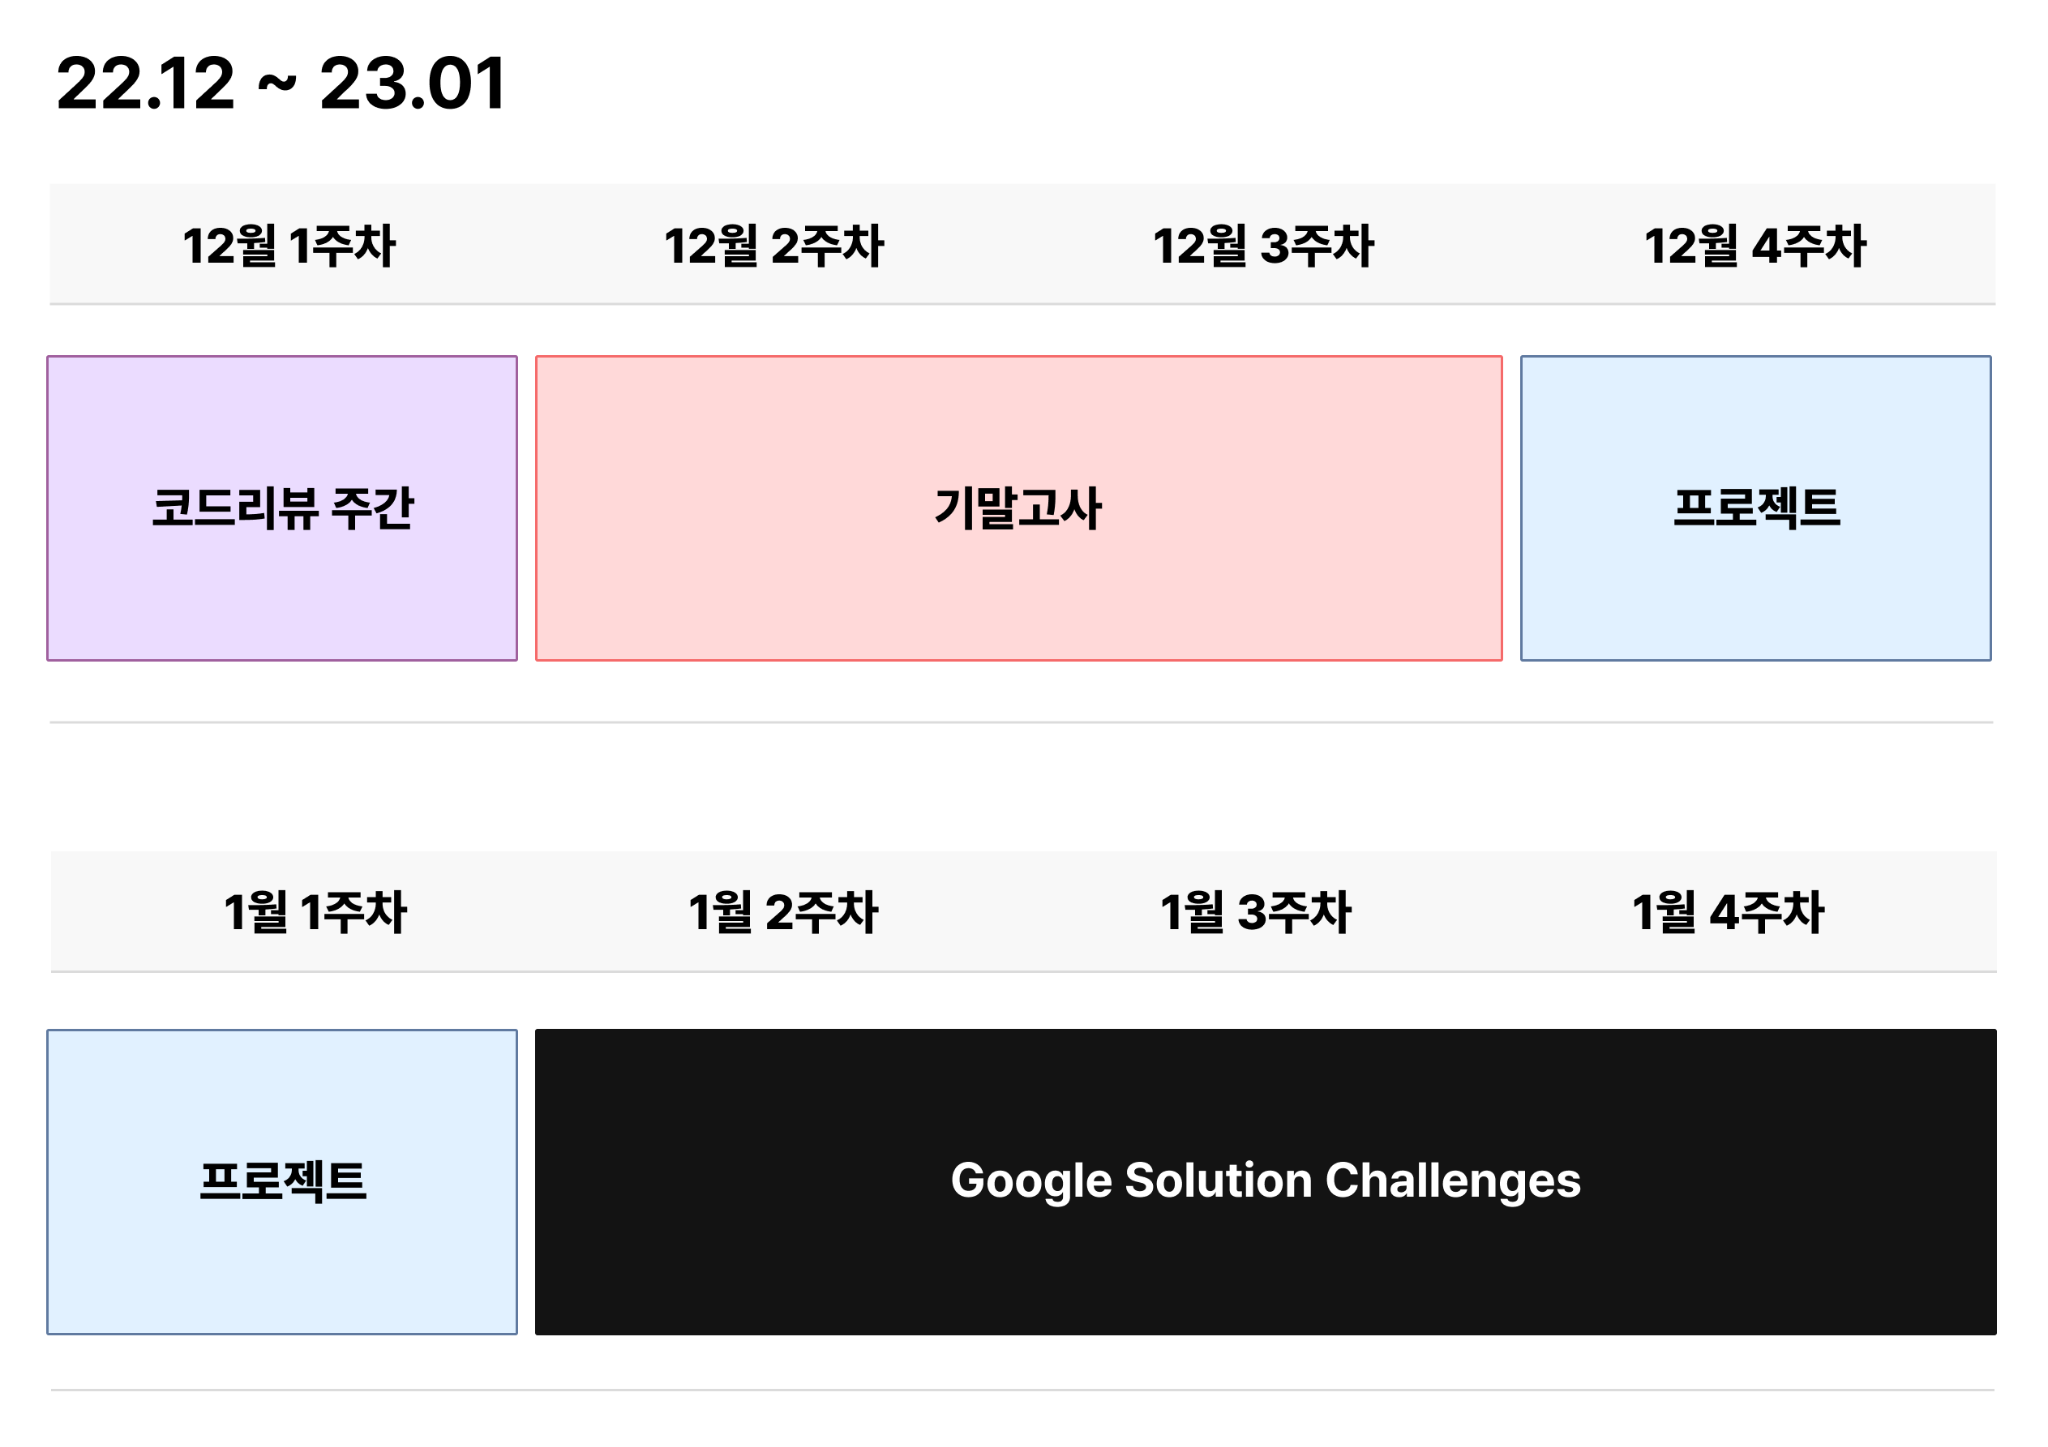 22.12 ~ 23.01
12월 1주차 12월 2주차 12월 3주차 12월 4주차
코드리뷰 주간 기말고사 프로젝트
1월 1주차 1월 2주차 1월 3주차 1월 4주차
프로젝트 Google Solution Challenges